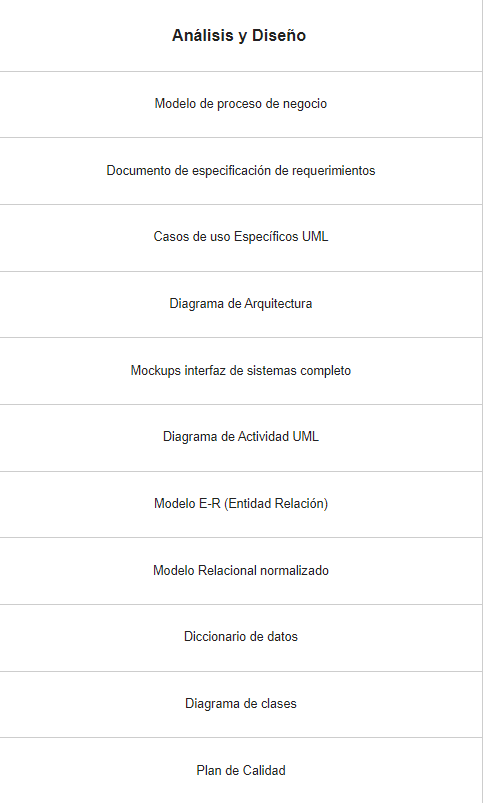 Análisis y Diseño
Modelo de proceso de negocio
Documento de especificación de requerimientos
Casos de uso Específicos UML
Diagrama de Arquitectura
Mockups interfaz de sistemas completo
Diagrama de Actividad UML
Modelo E-R (Entidad Relación)
Modelo Relacional normalizado
Diccionario de datos
Diagrama de clases
Plan de Calidad